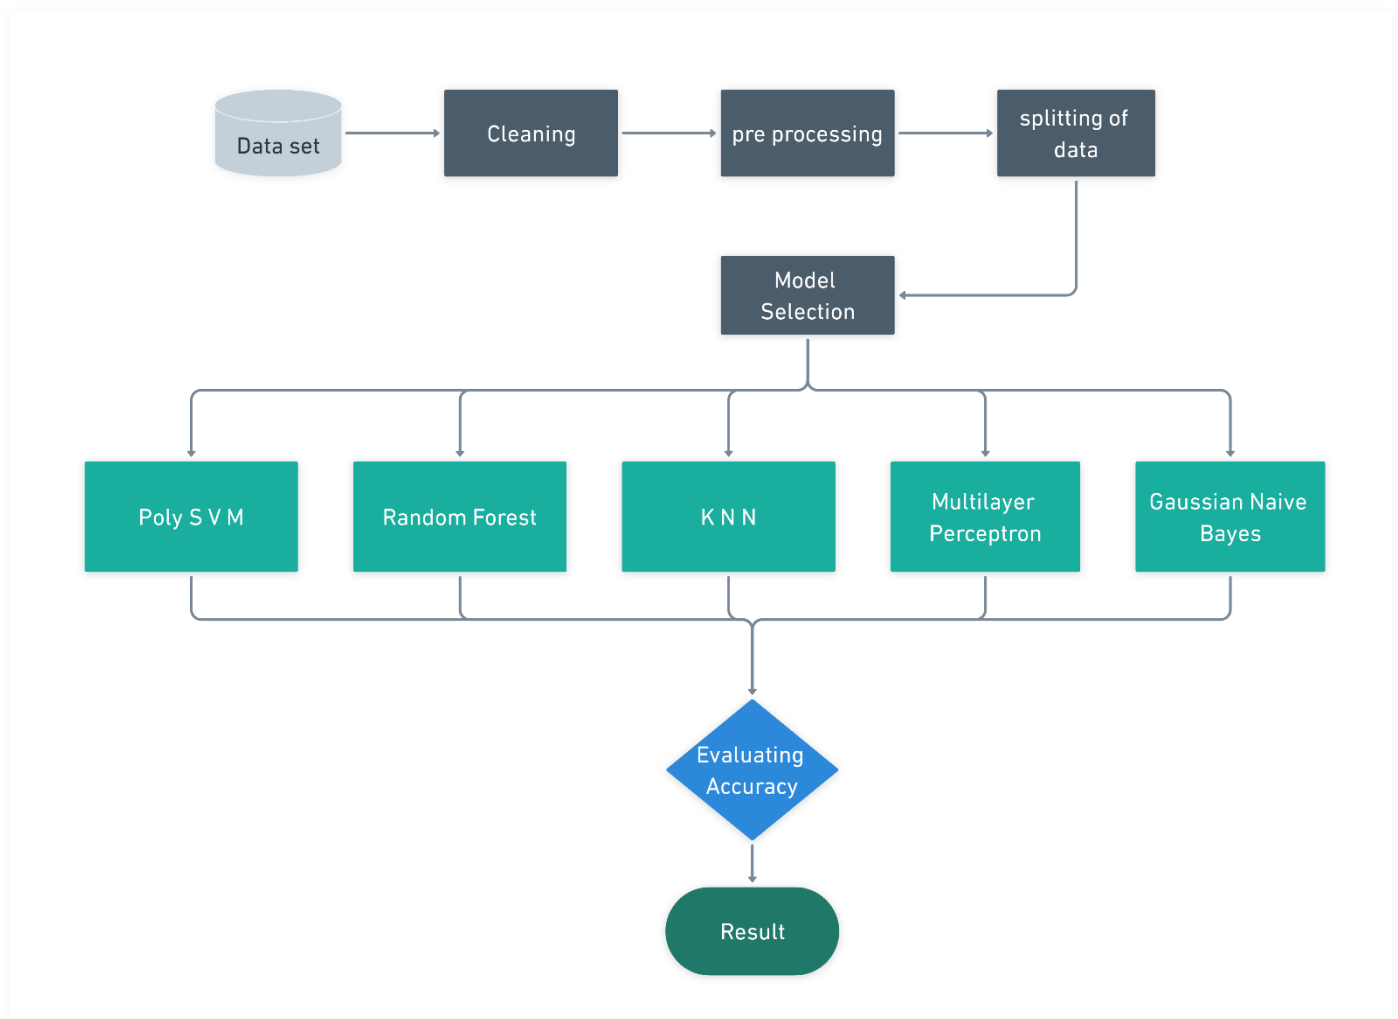 Data set
Cleaning
pre processing
splitting of
data
Model
Selection
Poly S V M
Random Forest
K N N
Multilayer
Perceptron
Gaussian Naive
Bayes
Evaluating
Accuracy
Result